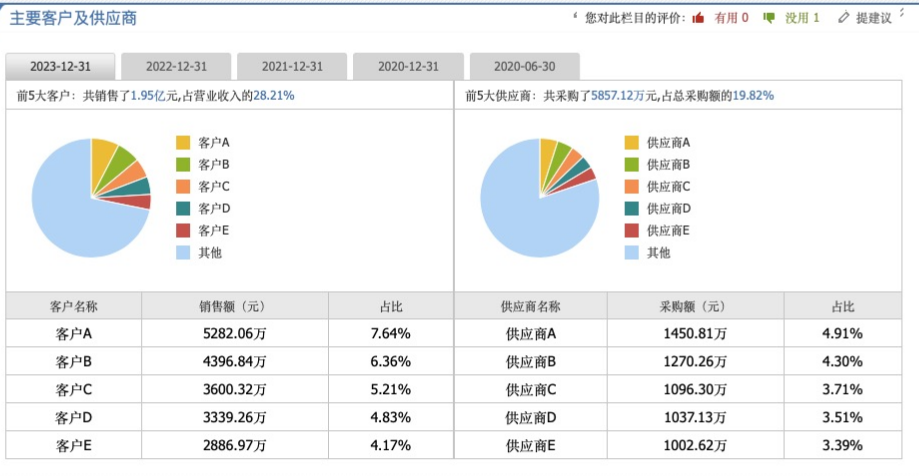 主要客户及供应商
您对此栏目的评价: 有用 0 没用 1 提建议
2023-12-31 2022-12-31 2021-12-31 2020-12-31 2020-06-30
前5大客户：共销售了1.95亿元,占营业收入的28.21%
客户A
客户B
客户C
客户D
客户E
其他
前5大供应商：共采购了5857.12万元,占总采购额的19.82%
供应商A
供应商B
供应商C
供应商D
供应商E
其他
客户名称 销售额（元） 占比
客户A 5282.06万 7.64%
客户B 4396.84万 6.36%
客户C 3600.32万 5.21%
客户D 3339.26万 4.83%
客户E 2886.97万 4.17%
供应商名称 采购额（元） 占比
供应商A 1450.81万 4.91%
供应商B 1270.26万 4.30%
供应商C 1096.30万 3.71%
供应商D 1037.13万 3.51%
供应商E 1002.62万 3.39%